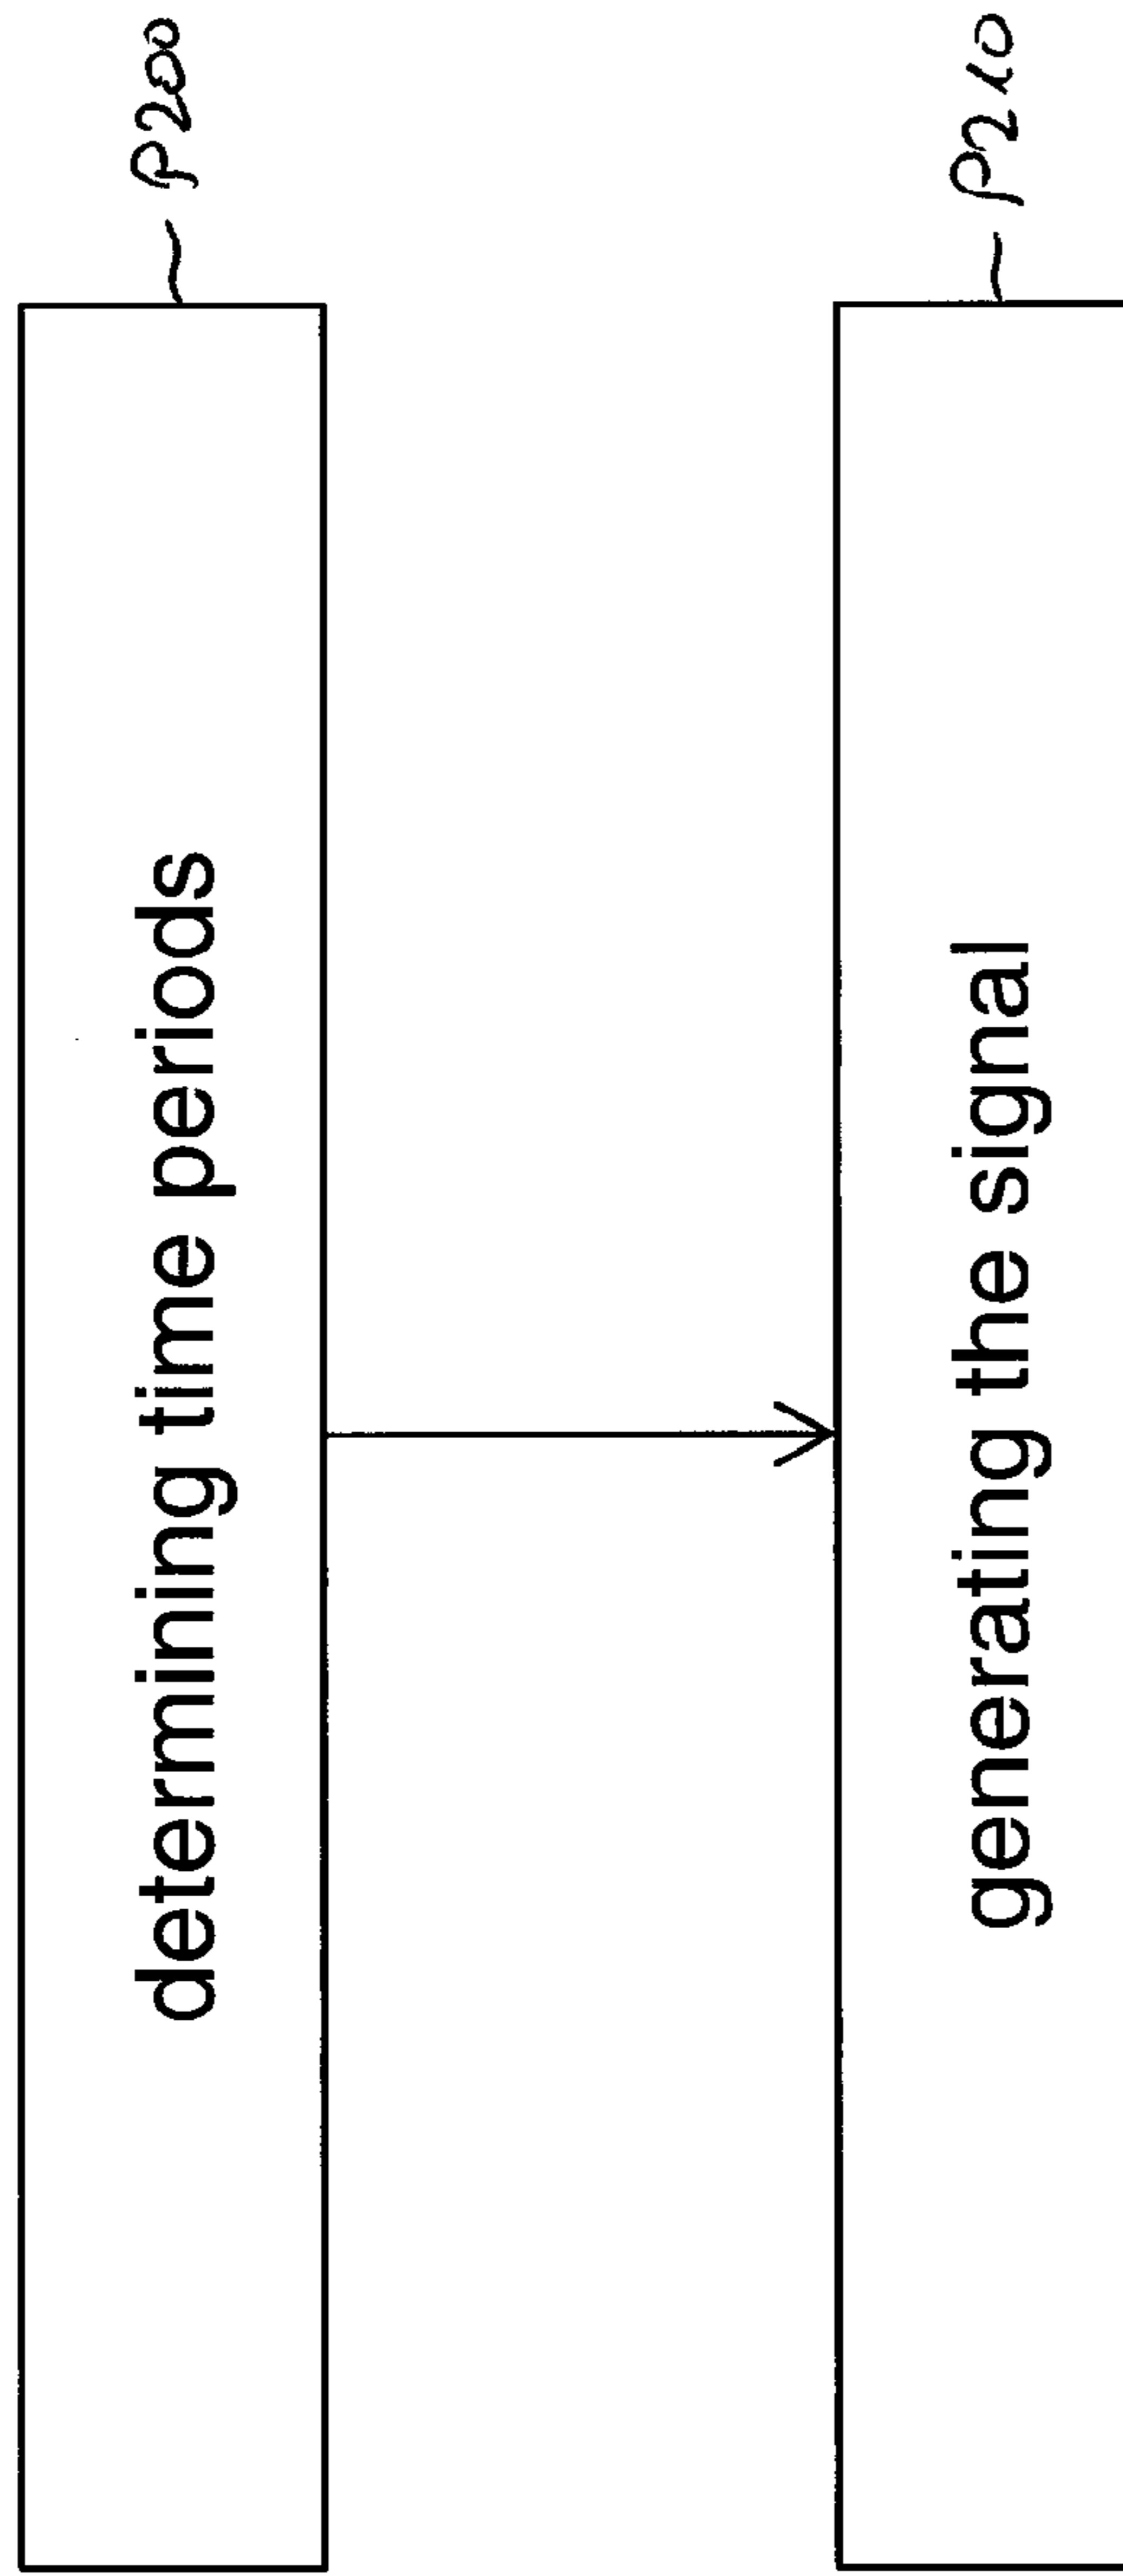 determining time periods
P200
generating the signal
P210